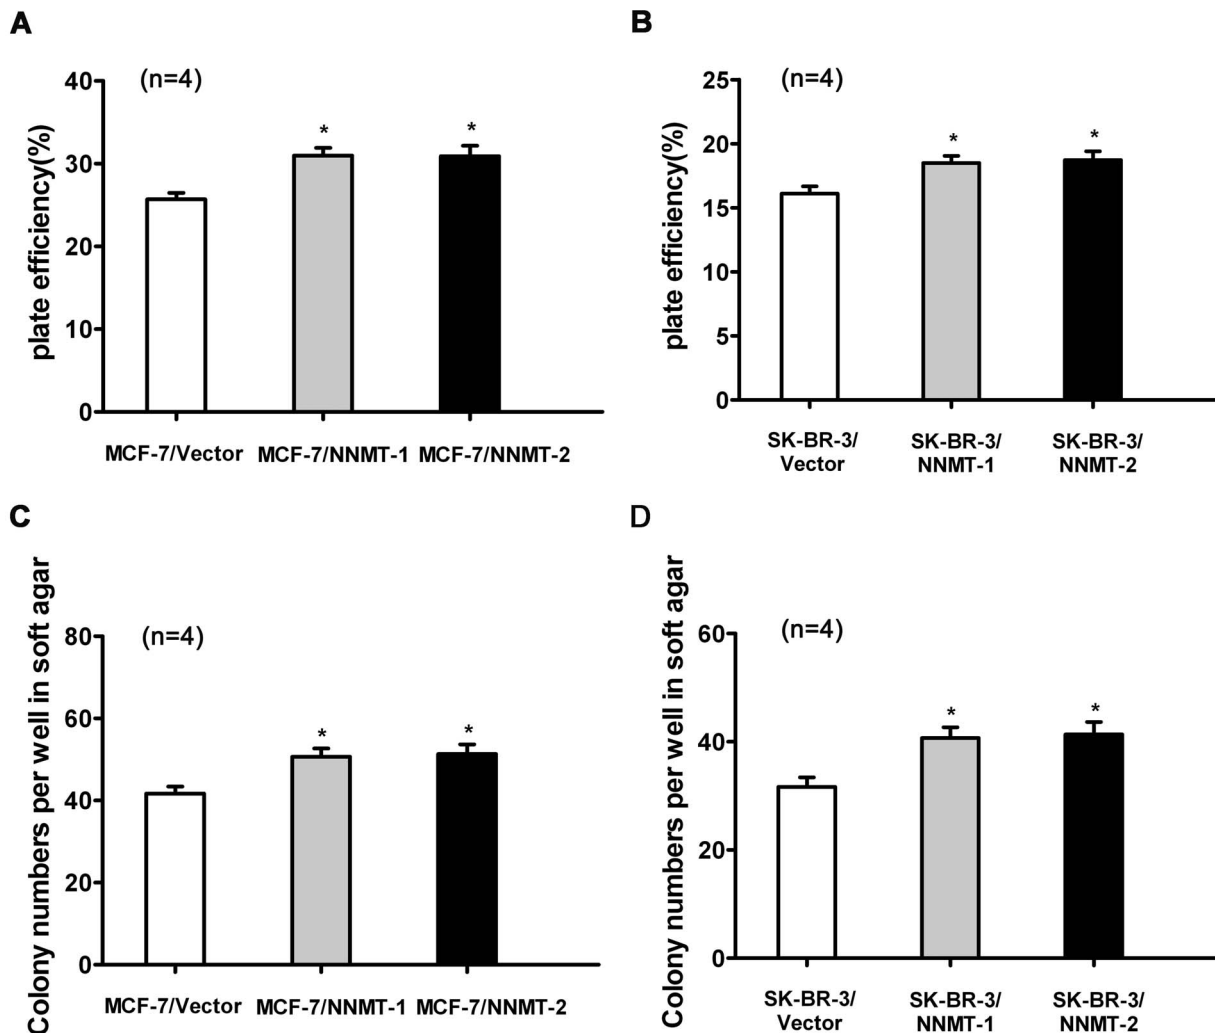 A
(n=4)
plate efficiency(%)
40
30
20
10
0
*
*
MCF-7/Vector MCF-7/NNMT-1 MCF-7/NNMT-2
B
(n=4)
plate efficiency(%)
25
20
15
10
5
0
*
*
SK-BR-3/ SK-BR-3/ SK-BR-3/
Vector NNMT-1 NNMT-2
C
(n=4)
Colony numbers per well in soft agar
80
60
40
20
0
*
*
MCF-7/Vector MCF-7/NNMT-1 MCF-7/NNMT-2
D
(n=4)
Colony numbers per well in soft agar
60
40
20
0
*
*
SK-BR-3/ SK-BR-3/ SK-BR-3/
Vector NNMT-1 NNMT-2